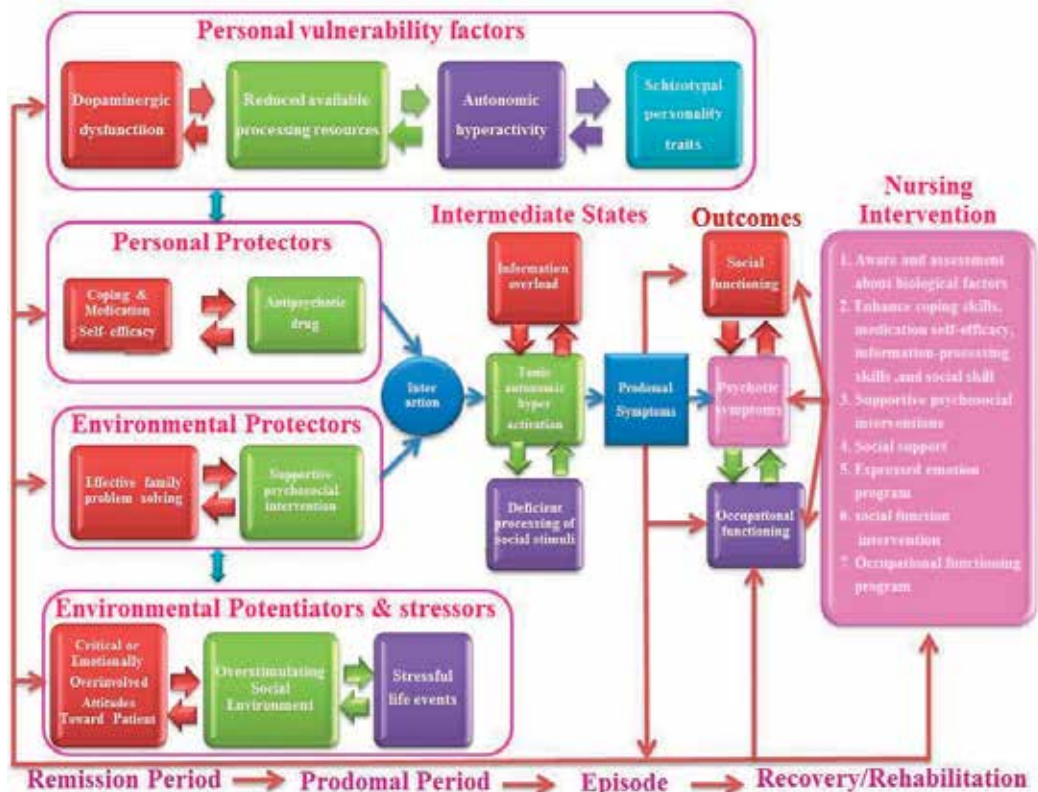 Personal vulnerability factors
Dopaminergic
dysfunction
Reduced available
processing resources
Autonomic
hyperactivity
Schizotypal
personality
traits
Personal Protectors
Coping &
Medication
Self- efficacy
Antipsychotic
drug
Environmental Protectors
Effective family
problem solving
Supportive
psychosocial
intervention
Environmental Potentiators & stressors
Critical or
Emotionally
Overinvolved
Attitudes
Toward Patient
Overstimulating
Social
Environment
Stressful
life events
Inter
action
Intermediate States
Information
overload
Tonic
autonomic
hyper
activation
Deficient
processing of
social stimuli
Prodomal
Symptoms
Outcomes
Social
functioning
Psychotic
symptoms
Occupational
functioning
Nursing
Intervention
1. Aware and assessment
about biological factors
2. Enhance coping skills,
medication self-efficacy,
information-processing
skills ,and social skill
3. Supportive psychosocial
interventions
4. Social support
5. Expressed emotion
program
6. social function
intervention
7. Occupational functioning
program
Remission Period
Prodomal Period
Episode
Recovery/Rehabilitation